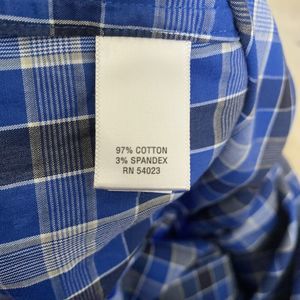 97% COTTON
3% SPANDEX
RN 54023